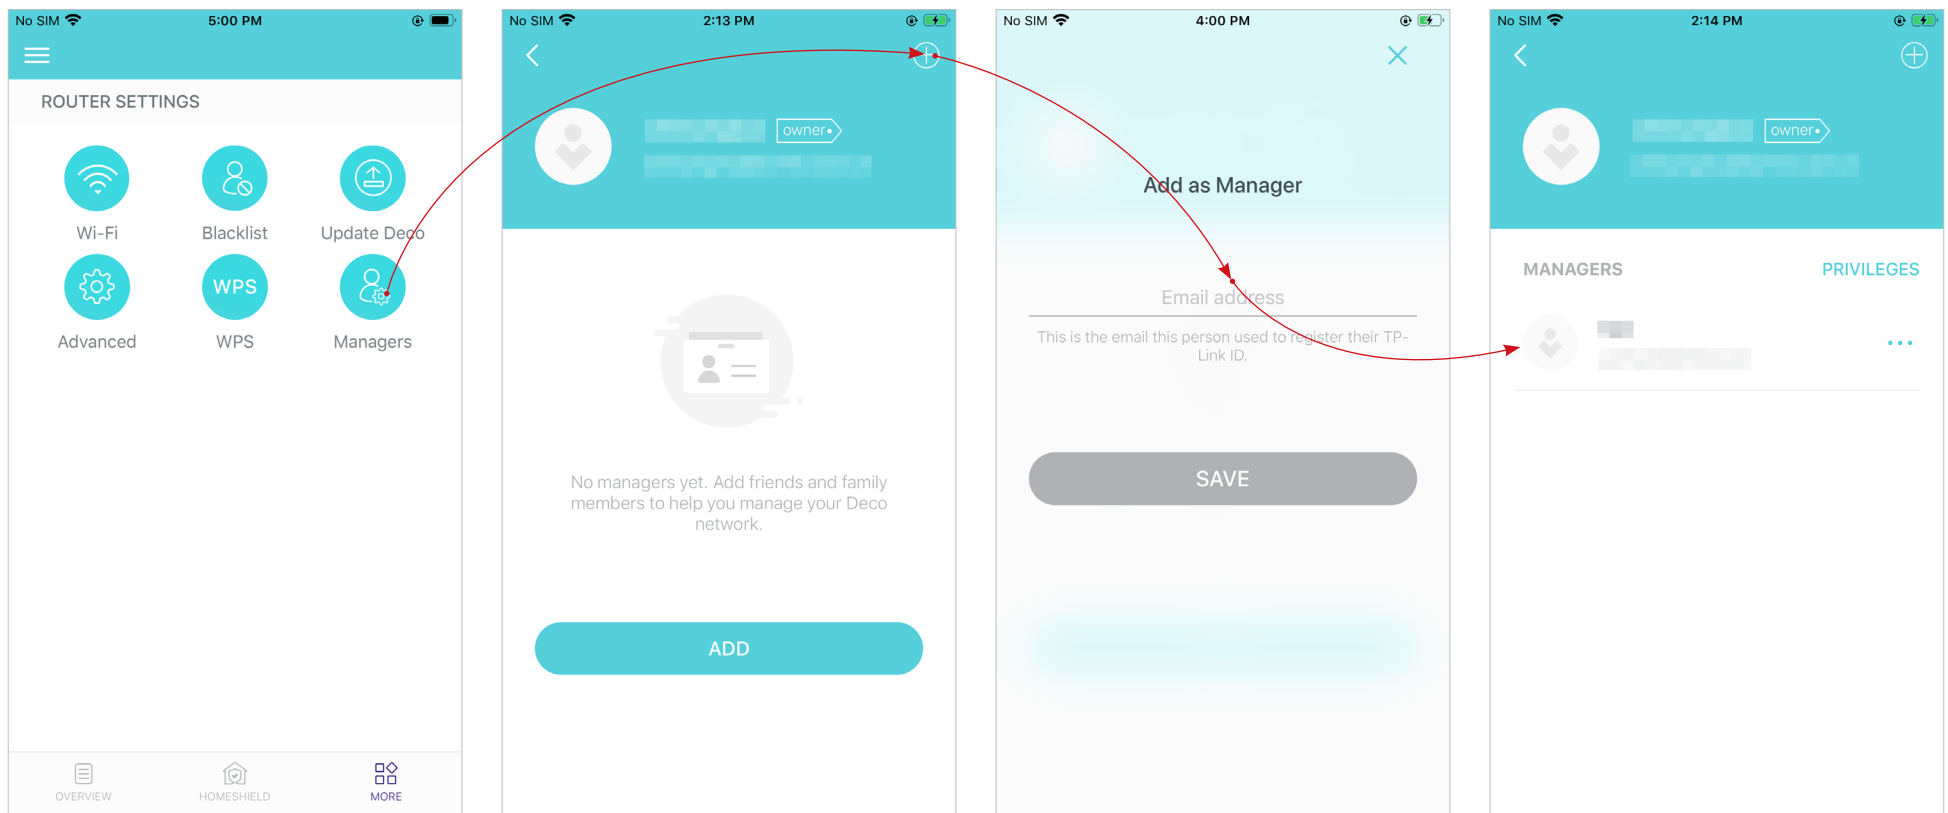 No SIM 5:00 PM
ROUTER SETTINGS
Wi-Fi Blacklist Update Deco
WPS
Advanced WPS Managers
OVERVIEW HOMESHIELD MORE
No SIM 2:13 PM
owner
No managers yet. Add friends and family
members to help you manage your Deco
network.
ADD
No SIM 4:00 PM
Add as Manager
Email address
This is the email this person used to register their TP-
Link ID.
SAVE
No SIM 2:14 PM
owner
MANAGERS PRIVILEGES